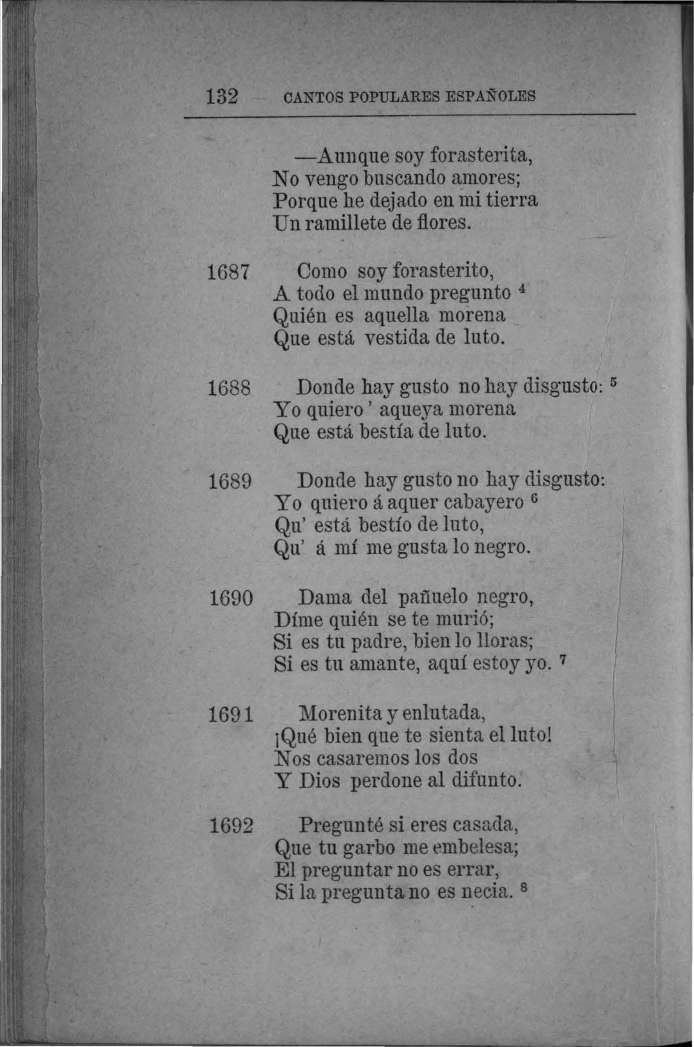 132 — CANTOS POPULARES ESPAÑOLES
—Aunque soy forasterita,
No vengo buscando amores;
Porque he dejado en mi tierra
Un ramillete de flores.
1687 Como soy forasterito,
A todo el mundo pregunto ⁴
Quién es aquella morena
Que está vestida de luto.
1688 Donde hay gusto no hay disgusto: ⁵
Yo quiero ' aqueya morena
Que está bestía de luto.
1689 Donde hay gusto no hay disgusto:
Yo quiero á aquer cabayero ⁶
Qu' está bestío de luto,
Qu' á mí me gusta lo negro.
1690 Dama del pañuelo negro,
Díme quién se te murió;
Si es tu padre, bien lo lloras;
Si es tu amante, aquí estoy yo. ⁷
1691 Morenita y enlutada,
¡Qué bien que te sienta el luto!
Nos casaremos los dos
Y Dios perdone al difunto.
1692 Pregunté si eres casada,
Que tu garbo me embelesa;
El preguntar no es errar,
Si la pregunta no es necia. ⁸